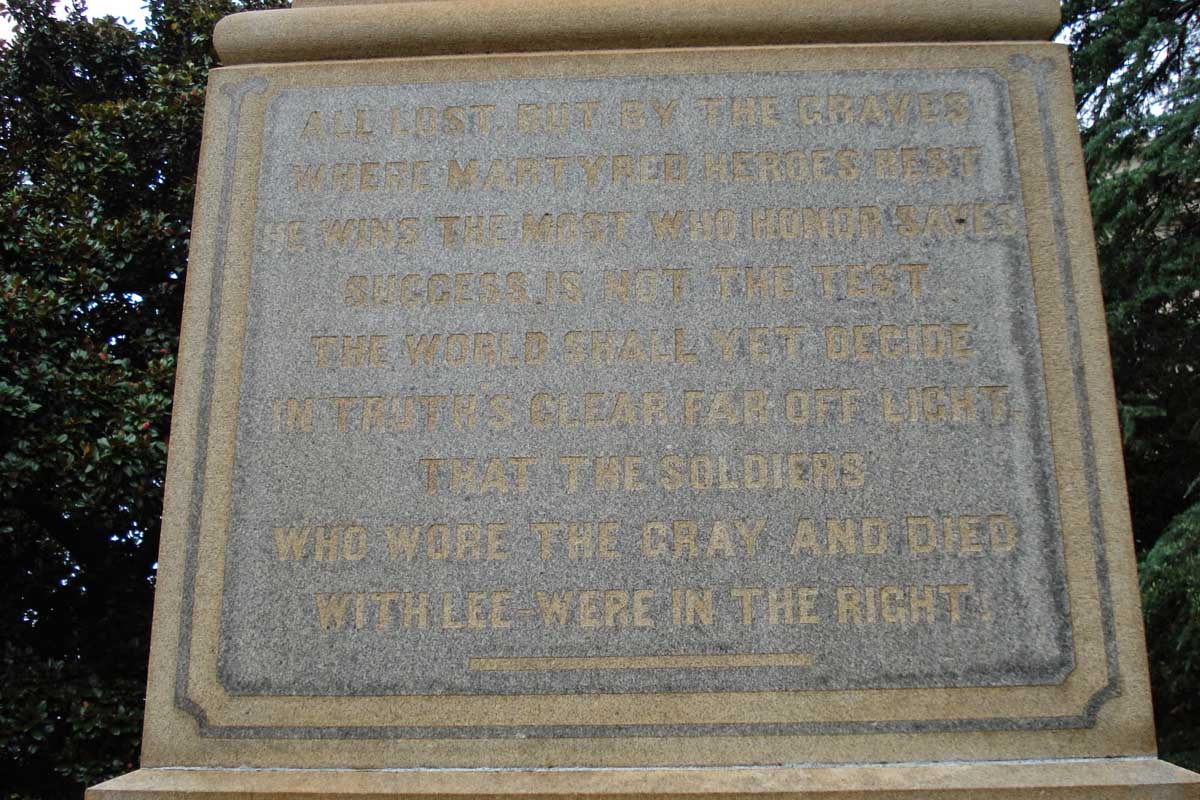 ALL LOST, BUT BY THE GRAVES
WHERE MARTYRED HEROES REST
HE WINS THE MOST WHO HONOR SAVES
SUCCESS IS NOT THE TEST.
THE WORLD SHALL YET DECIDE
IN TRUTH'S CLEAR FAR OFF LIGHT,
THAT THE SOLDIERS
WHO WORE THE GRAY AND DIED
WITH LEE-WERE IN THE RIGHT.